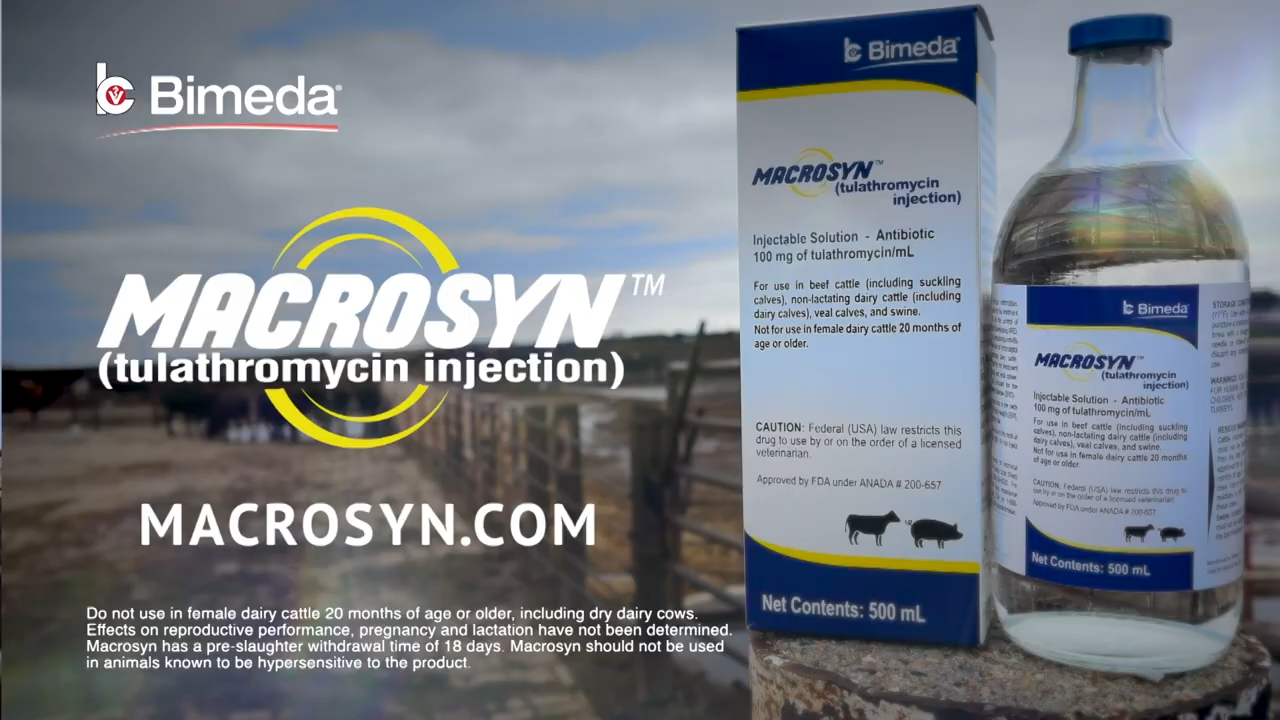 Bimeda®
MACROSYN™
(tulathromycin injection)
MACROSYN.COM
Do not use in female dairy cattle 20 months of age or older, including dry dairy cows.
Effects on reproductive performance, pregnancy and lactation have not been determined.
Macrosyn has a pre-slaughter withdrawal time of 18 days. Macrosyn should not be used
in animals known to be hypersensitive to the product.
Bimeda®
MACROSYN™
(tulathromycin
injection)
Injectable Solution - Antibiotic
100 mg of tulathromycin/mL
For use in beef cattle (including suckling
calves), non-lactating dairy cattle (including
dairy calves), veal calves, and swine.
Not for use in female dairy cattle 20 months of
age or older.
CAUTION: Federal (USA) law restricts this
drug to use by or on the order of a licensed
veterinarian.
Approved by FDA under ANADA # 200-657
Net Contents: 500 mL
Bimeda
MACROSYN™
(tulathromycin
injection)
Injectable Solution - Antibiotic
100 mg of tulathromycin/mL
For use in beef cattle (including suckling
calves), non-lactating dairy cattle (including
dairy calves), veal calves, and swine.
Not for use in female dairy cattle 20 months
of age or older.
CAUTION: Federal (USA) law restricts this drug to
use by or on the order of a licensed veterinarian.
Approved by FDA under ANADA # 200-657
Net Contents: 500 mL